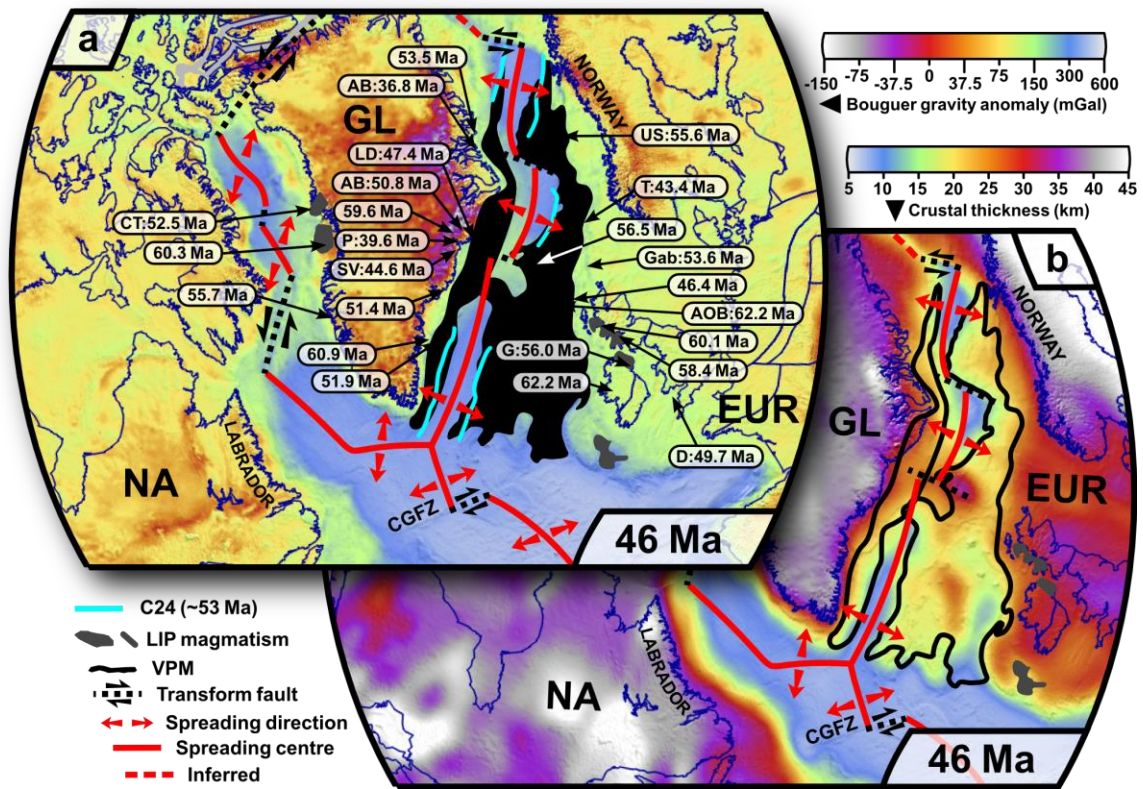 a
53.5 Ma
AB:36.8 Ma
GL
NORWAY
US:55.6 Ma
LD:47.4 Ma
AB:50.8 Ma
T:43.4 Ma
59.6 Ma
CT:52.5 Ma
56.5 Ma
P:39.6 Ma
60.3 Ma
Gab:53.6 Ma
SV:44.6 Ma
46.4 Ma
55.7 Ma
51.4 Ma
AOB:62.2 Ma
60.1 Ma
60.9 Ma
G:56.0 Ma
58.4 Ma
51.9 Ma
62.2 Ma
EUR
LABRADOR
D:49.7 Ma
NA
CGFZ
46 Ma
-150 -75 -37.5 0 37.5 75 150 300 600
Bouguer gravity anomaly (mGal)
5 10 15 20 25 30 35 40 45
Crustal thickness (km)
b
NORWAY
GL
EUR
LABRADOR
NA
CGFZ
46 Ma
C24 (~53 Ma)
LIP magmatism
VPM
Transform fault
Spreading direction
Spreading centre
Inferred